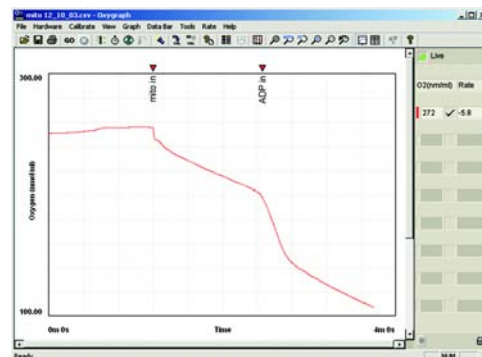 mito 12_10_03.csv - Oxygraph
File Hardware Calibrate View Graph Data Bar Tools Rate Help
GO
Live
O2(nm/ml) Rate
272 -5.8
300.00
mito in
ADP in
Oxygen (nmol/ml)
100.00
0m 0s Time 4m 0s
Ready
NUM